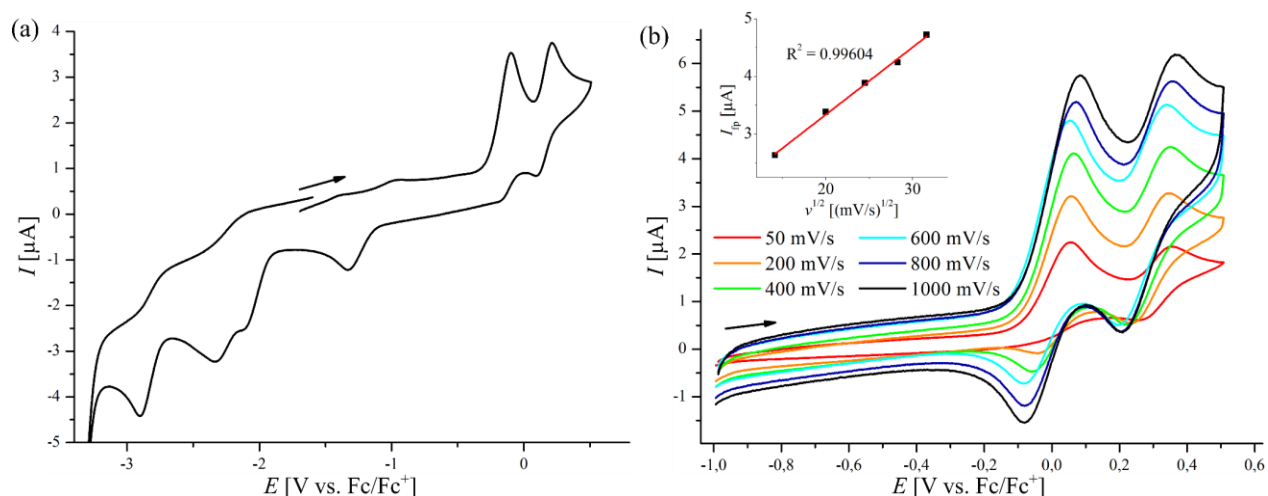 (a)
I [μA]
4
3
2
1
0
-1
-2
-3
-4
-5
-3
-2
-1
0
E [V vs. Fc/Fc⁺]
(b)
I [μA]
6
5
4
3
2
1
0
-1
-1,0
-0,8
-0,6
-0,4
-0,2
0,0
0,2
0,4
0,6
E [V vs. Fc/Fc⁺]
I_fp [μA]
5
4
3
R² = 0.99604
20
30
v^1/2 [(mV/s)^1/2]
50 mV/s
600 mV/s
200 mV/s
800 mV/s
400 mV/s
1000 mV/s